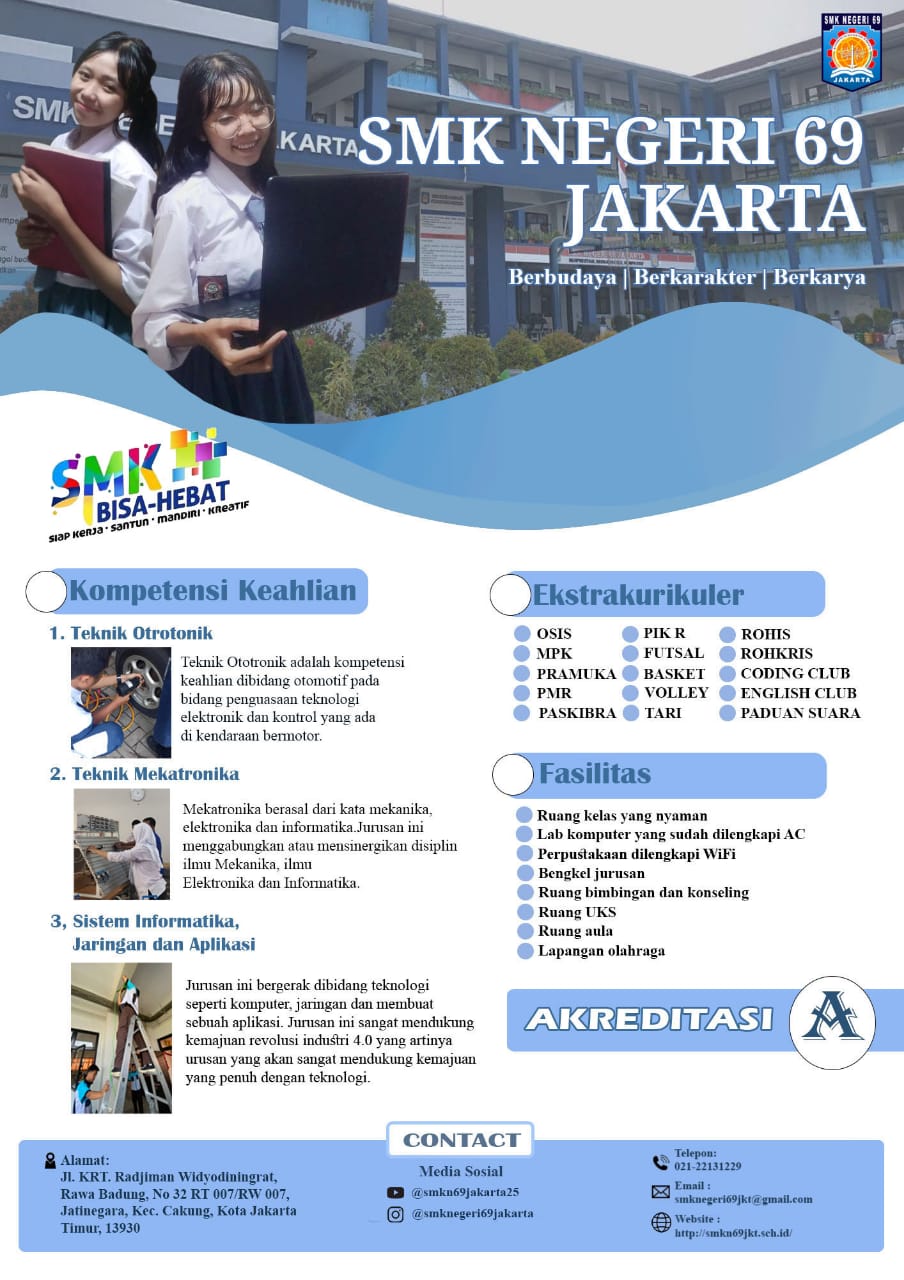 SMK NEGERI 69
JAKARTA
SMK NEGERI 69
JAKARTA
Berbudaya | Berkarakter | Berkarya
SMK
JAKARTA
SMK
BISA-HEBAT
SIAP KERJA · SANTUN · MANDIRI · KREATIF
Kompetensi Keahlian
1. Teknik Otrotonik
Teknik Ototronik adalah kompetensi
keahlian dibidang otomotif pada
bidang penguasaan teknologi
elektronik dan kontrol yang ada
di kendaraan bermotor.
2. Teknik Mekatronika
Mekatronika berasal dari kata mekanika,
elektronika dan informatika.Jurusan ini
menggabungkan atau mensinergikan disiplin
ilmu Mekanika, ilmu
Elektronika dan Informatika.
3, Sistem Informatika,
Jaringan dan Aplikasi
Jurusan ini bergerak dibidang teknologi
seperti komputer, jaringan dan membuat
sebuah aplikasi. Jurusan ini sangat mendukung
kemajuan revolusi industri 4.0 yang artinya
urusan yang akan sangat mendukung kemajuan
yang penuh dengan teknologi.
Ekstrakurikuler
OSIS
MPK
PRAMUKA
PMR
PASKIBRA
PIK R
FUTSAL
BASKET
VOLLEY
TARI
ROHIS
ROHKRIS
CODING CLUB
ENGLISH CLUB
PADUAN SUARA
Fasilitas
Ruang kelas yang nyaman
Lab komputer yang sudah dilengkapi AC
Perpustakaan dilengkapi WiFi
Bengkel jurusan
Ruang bimbingan dan konseling
Ruang UKS
Ruang aula
Lapangan olahraga
AKREDITASI A
CONTACT
Alamat:
Jl. KRT. Radjiman Widyodiningrat,
Rawa Badung, No 32 RT 007/RW 007,
Jatinegara, Kec. Cakung, Kota Jakarta
Timur, 13930
Media Sosial
@smkn69jakarta25
@smknegeri69jakarta
Telepon:
021-22131229
Email :
smknegeri69jkt@gmail.com
Website :
http://smkn69jkt.sch.id/